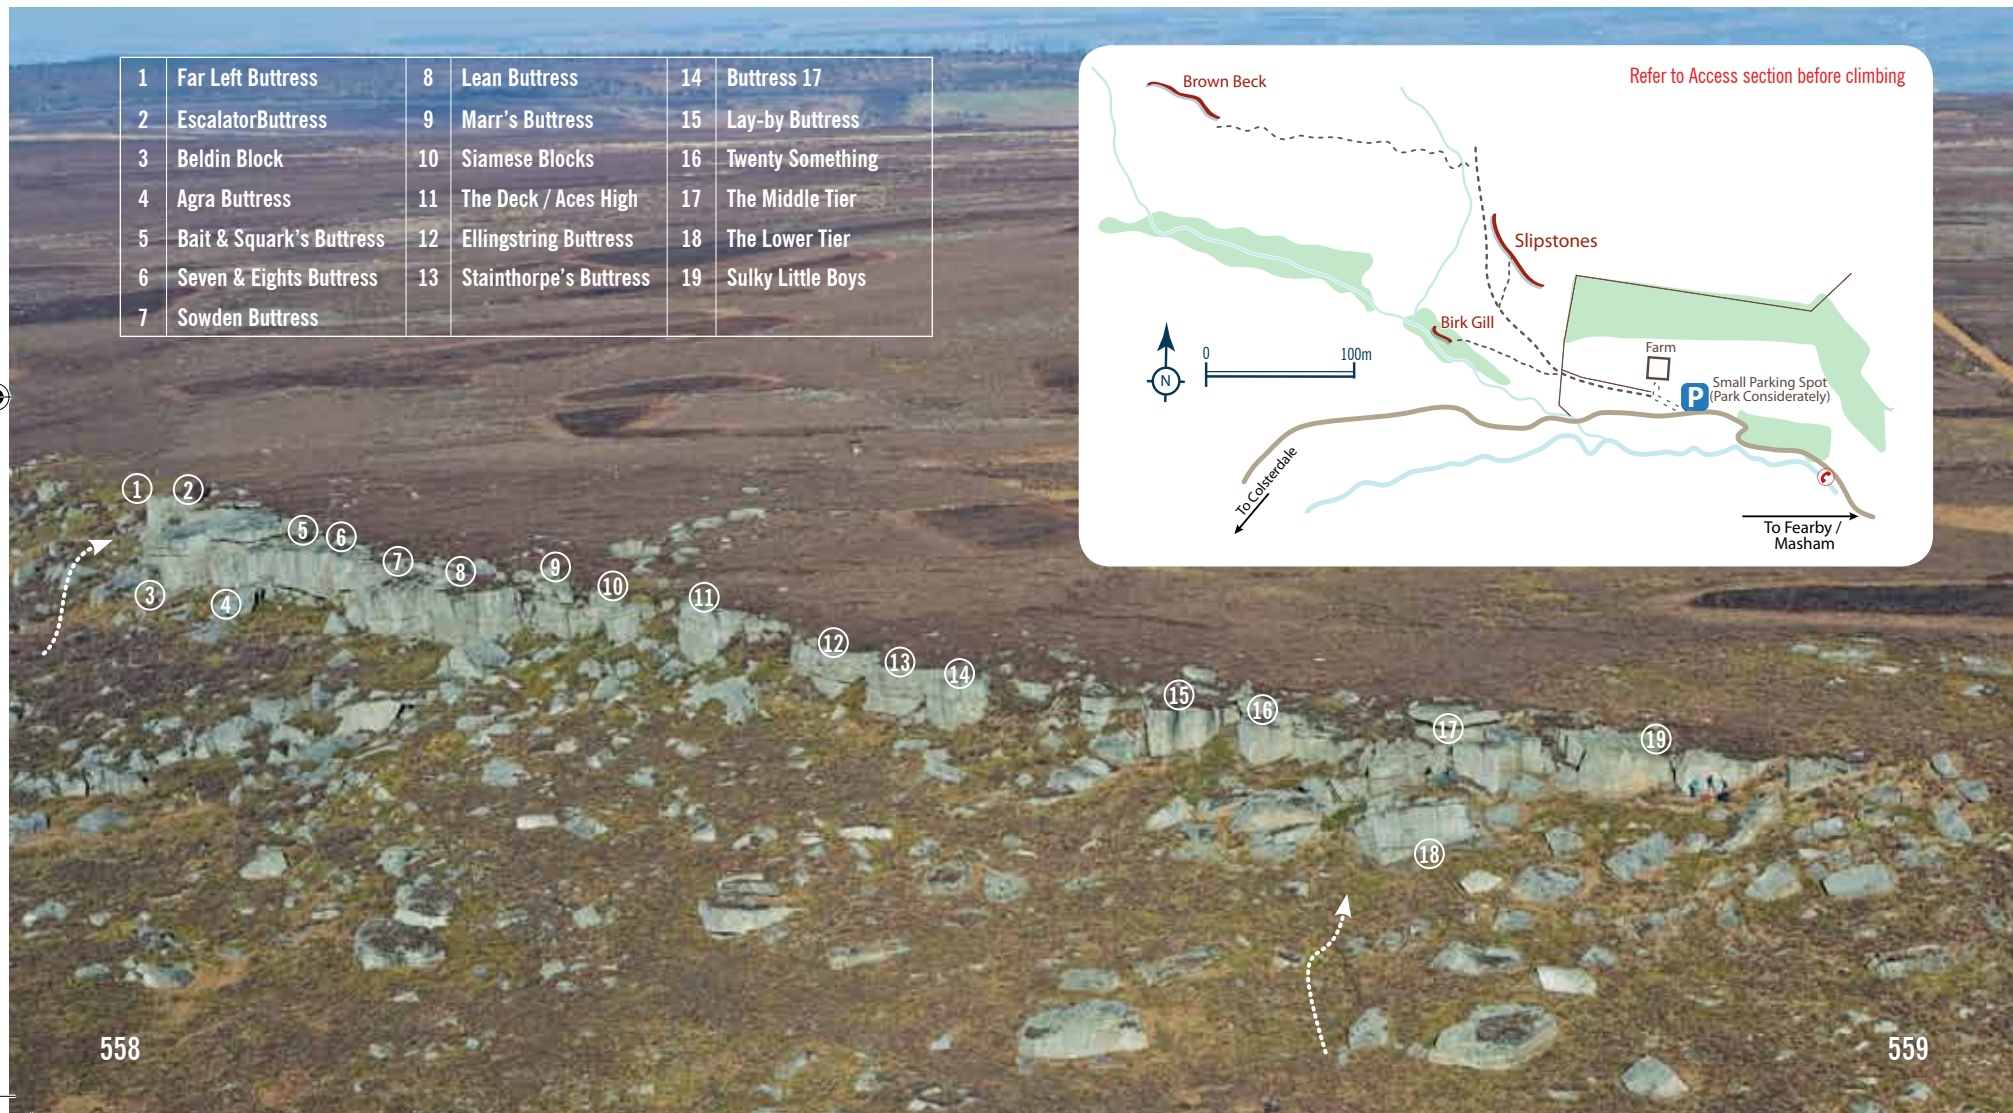 1 Far Left Buttress 8 Lean Buttress 14 Buttress 17
2 EscalatorButtress 9 Marr's Buttress 15 Lay-by Buttress
3 Beldin Block 10 Siamese Blocks 16 Twenty Something
4 Agra Buttress 11 The Deck / Aces High 17 The Middle Tier
5 Bait & Squark's Buttress 12 Ellingstring Buttress 18 The Lower Tier
6 Seven & Eights Buttress 13 Stainthorpe's Buttress 19 Sulky Little Boys
7 Sowden Buttress
Refer to Access section before climbing
Brown Beck
Slipstones
Birk Gill
Farm
N
0 100m
P
Small Parking Spot
(Park Considerately)
To Colsterdale
To Fearby /
Masham
1
2
3
4
5
6
7
8
9
10
11
12
13
14
15
16
17
18
19
558
559